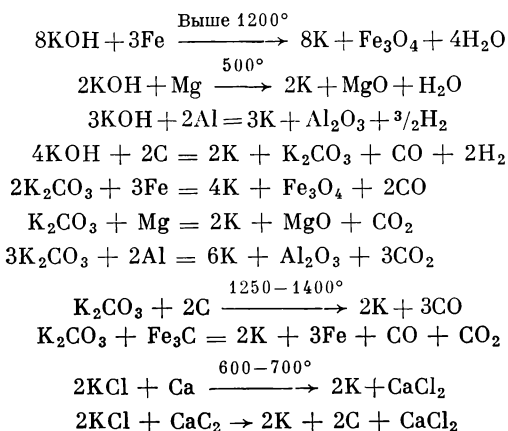 Выше 1200°
8KOH + 3Fe ⟶ 8K + Fe₃O₄ + 4H₂O
500°
2KOH + Mg ⟶ 2K + MgO + H₂O
3KOH + 2Al = 3K + Al₂O₃ + ³/₂H₂
4KOH + 2C = 2K + K₂CO₃ + CO + 2H₂
2K₂CO₃ + 3Fe = 4K + Fe₃O₄ + 2CO
K₂CO₃ + Mg = 2K + MgO + CO₂
3K₂CO₃ + 2Al = 6K + Al₂O₃ + 3CO₂
1250–1400°
K₂CO₃ + 2C ⟶ 2K + 3CO
K₂CO₃ + Fe₃C = 2K + 3Fe + CO + CO₂
600–700°
2KCl + Ca ⟶ 2K + CaCl₂
2KCl + CaC₂ → 2K + 2C + CaCl₂